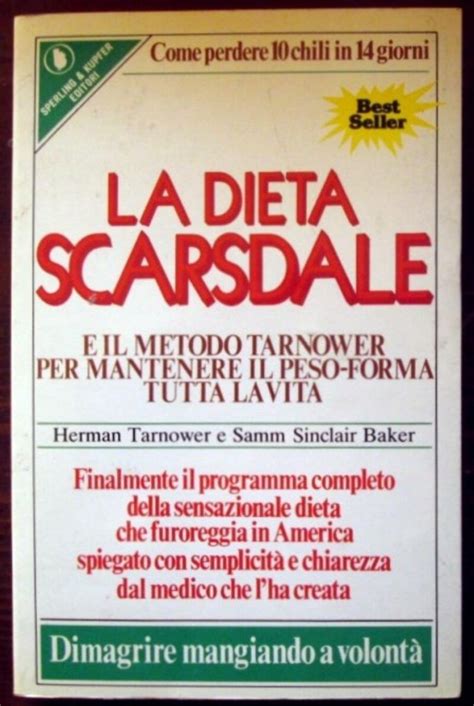 SPERLING & KUPFER
EDITORI
Come perdere 10 chili in 14 giorni
Best
Seller
LA DIETA
SCARSDALE
E IL METODO TARNOWER
PER MANTENERE IL PESO-FORMA
TUTTA LA VITA
Herman Tarnower e Samm Sinclair Baker
Finalmente il programma completo
della sensazionale dieta
che furoreggia in America
spiegato con semplicità e chiarezza
dal medico che l'ha creata
Dimagrire mangiando a volontà